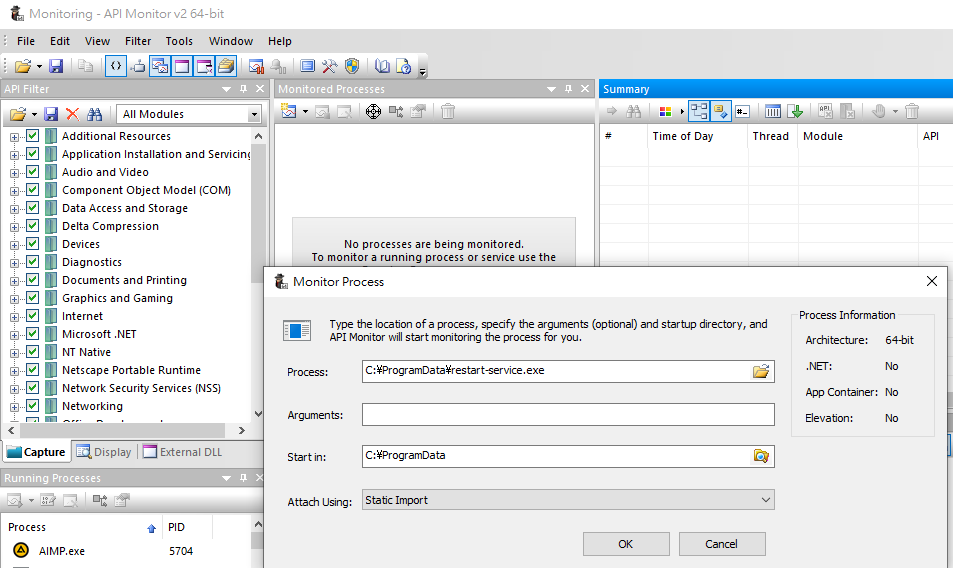 Monitoring - API Monitor v2 64-bit
File Edit View Filter Tools Window Help
API Filter
All Modules
Additional Resources
Application Installation and Servicing
Audio and Video
Component Object Model (COM)
Data Access and Storage
Delta Compression
Devices
Diagnostics
Documents and Printing
Graphics and Gaming
Internet
Microsoft .NET
NT Native
Netscape Portable Runtime
Network Security Services (NSS)
Networking
Capture Display External DLL
Running Processes
Process PID
AIMP.exe 5704
Monitored Processes
No processes are being monitored.
To monitor a running process or service use the
Summary
# Time of Day Thread Module API
Monitor Process
Type the location of a process, specify the arguments (optional) and startup directory, and
API Monitor will start monitoring the process for you.
Process: C:¥ProgramData¥restart-service.exe
Arguments:
Start in: C:¥ProgramData
Attach Using: Static Import
OK Cancel
Process Information
Architecture: 64-bit
.NET: No
App Container: No
Elevation: No